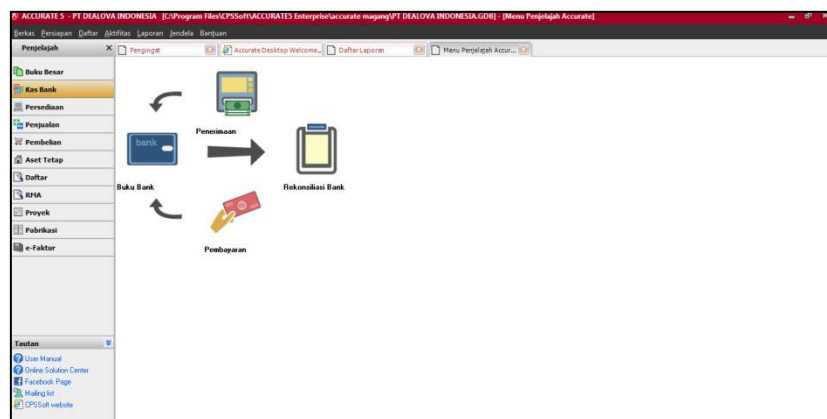 ACCURATE 5 - PT DEALOVA INDONESIA [C:\Program Files\CPSSoft\ACCURATE5 Enterprise\accurate magang\PT DEALOVA INDONESIA.GDB] - [Menu Penjelajah Accurate]
Berkas Persiapan Daftar Aktifitas Laporan Jendela Bantuan
Penjelajah X
Pengingat
Accurate Desktop Welcome...
Daftar Laporan
Menu Penjelajah Accur...
Buku Besar
Kas Bank
Persediaan
Penjualan
Pembelian
Aset Tetap
Daftar
RMA
Proyek
Pabrikasi
e-Faktur
Penerimaan
bank
Buku Bank
Rekonsiliasi Bank
Pembayaran
Tautan
User Manual
Online Solution Center
Facebook Page
Mailing list
CPSSoft website